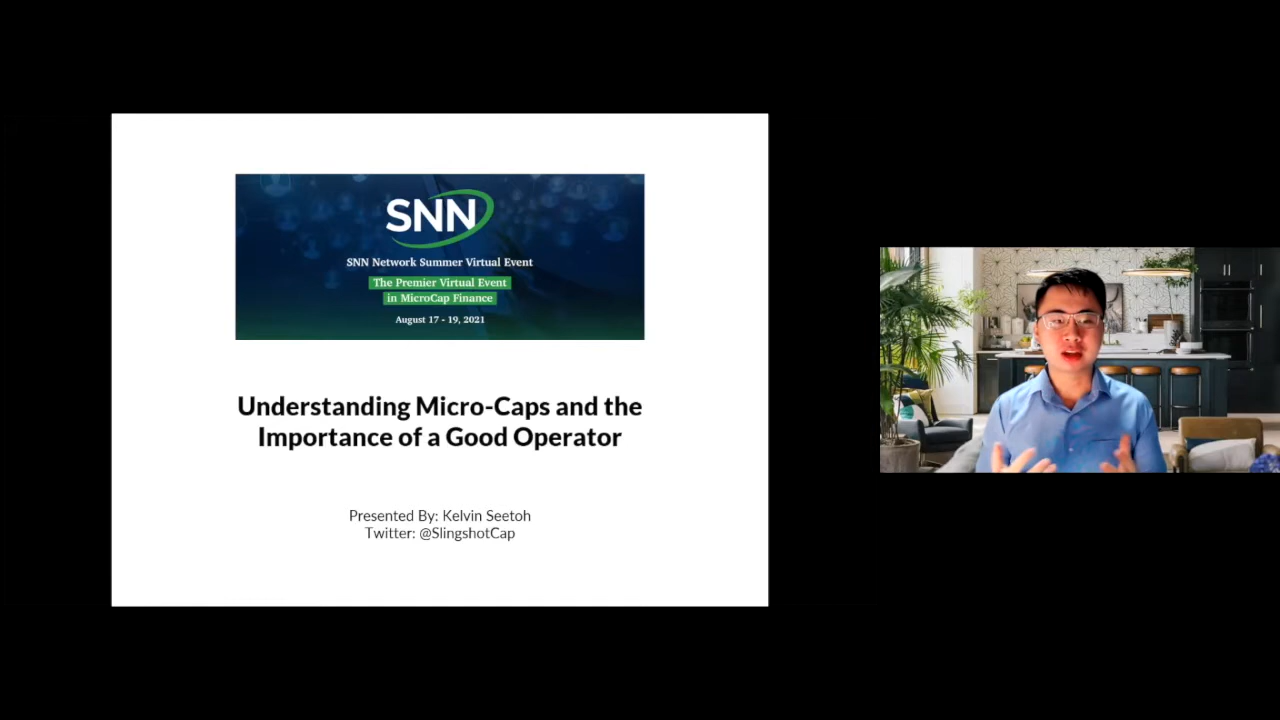 SNN
SNN Network Summer Virtual Event
The Premier Virtual Event
in MicroCap Finance
August 17 - 19, 2021
Understanding Micro-Caps and the
Importance of a Good Operator
Presented By: Kelvin Seetoh
Twitter: @SlingshotCap